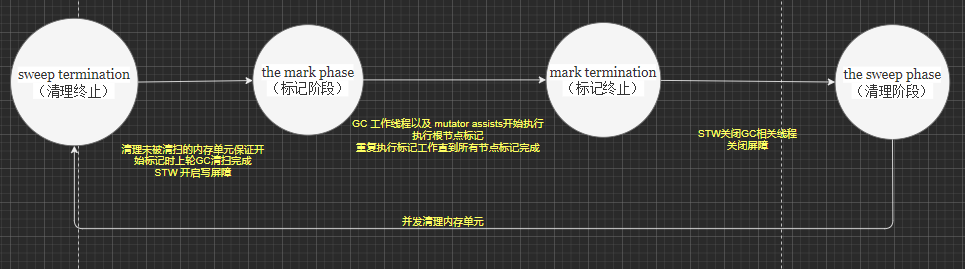 sweep termination
（清理终止）
the mark phase
（标记阶段）
mark termination
（标记终止）
the sweep phase
（清理阶段）
清理未被清扫的内存单元保证开
始标记时上轮GC清扫完成
STW 开启写屏障
GC 工作线程以及 mutator assists开始执行
执行根节点标记
重复执行标记工作直到所有节点标记完成
STW关闭GC相关线程
关闭屏障
并发清理内存单元